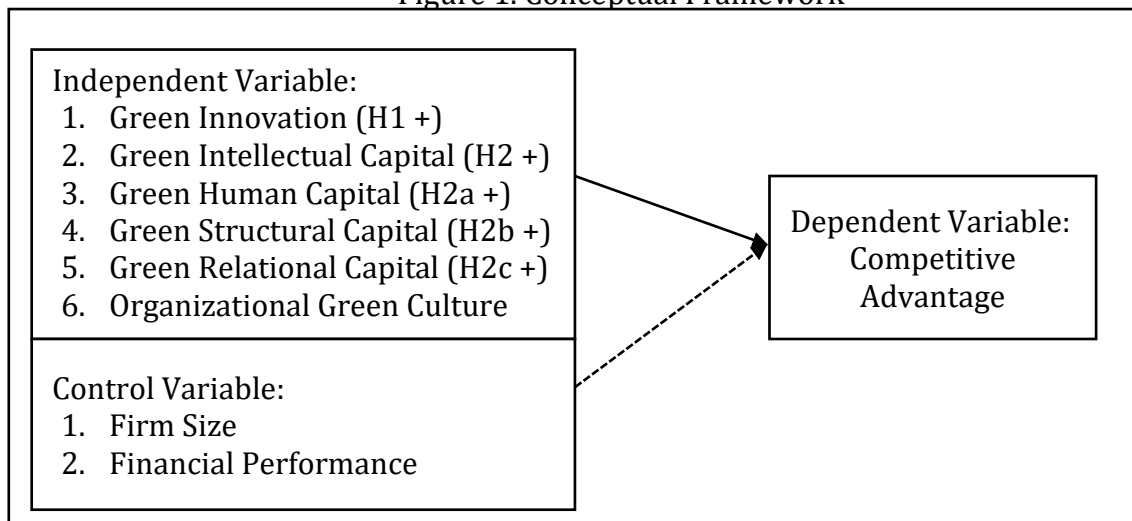 Figure 1. Conceptual Framework
Independent Variable:
1. Green Innovation (H1 +)
2. Green Intellectual Capital (H2 +)
3. Green Human Capital (H2a +)
4. Green Structural Capital (H2b +)
5. Green Relational Capital (H2c +)
6. Organizational Green Culture
Dependent Variable:
Competitive
Advantage
Control Variable:
1. Firm Size
2. Financial Performance